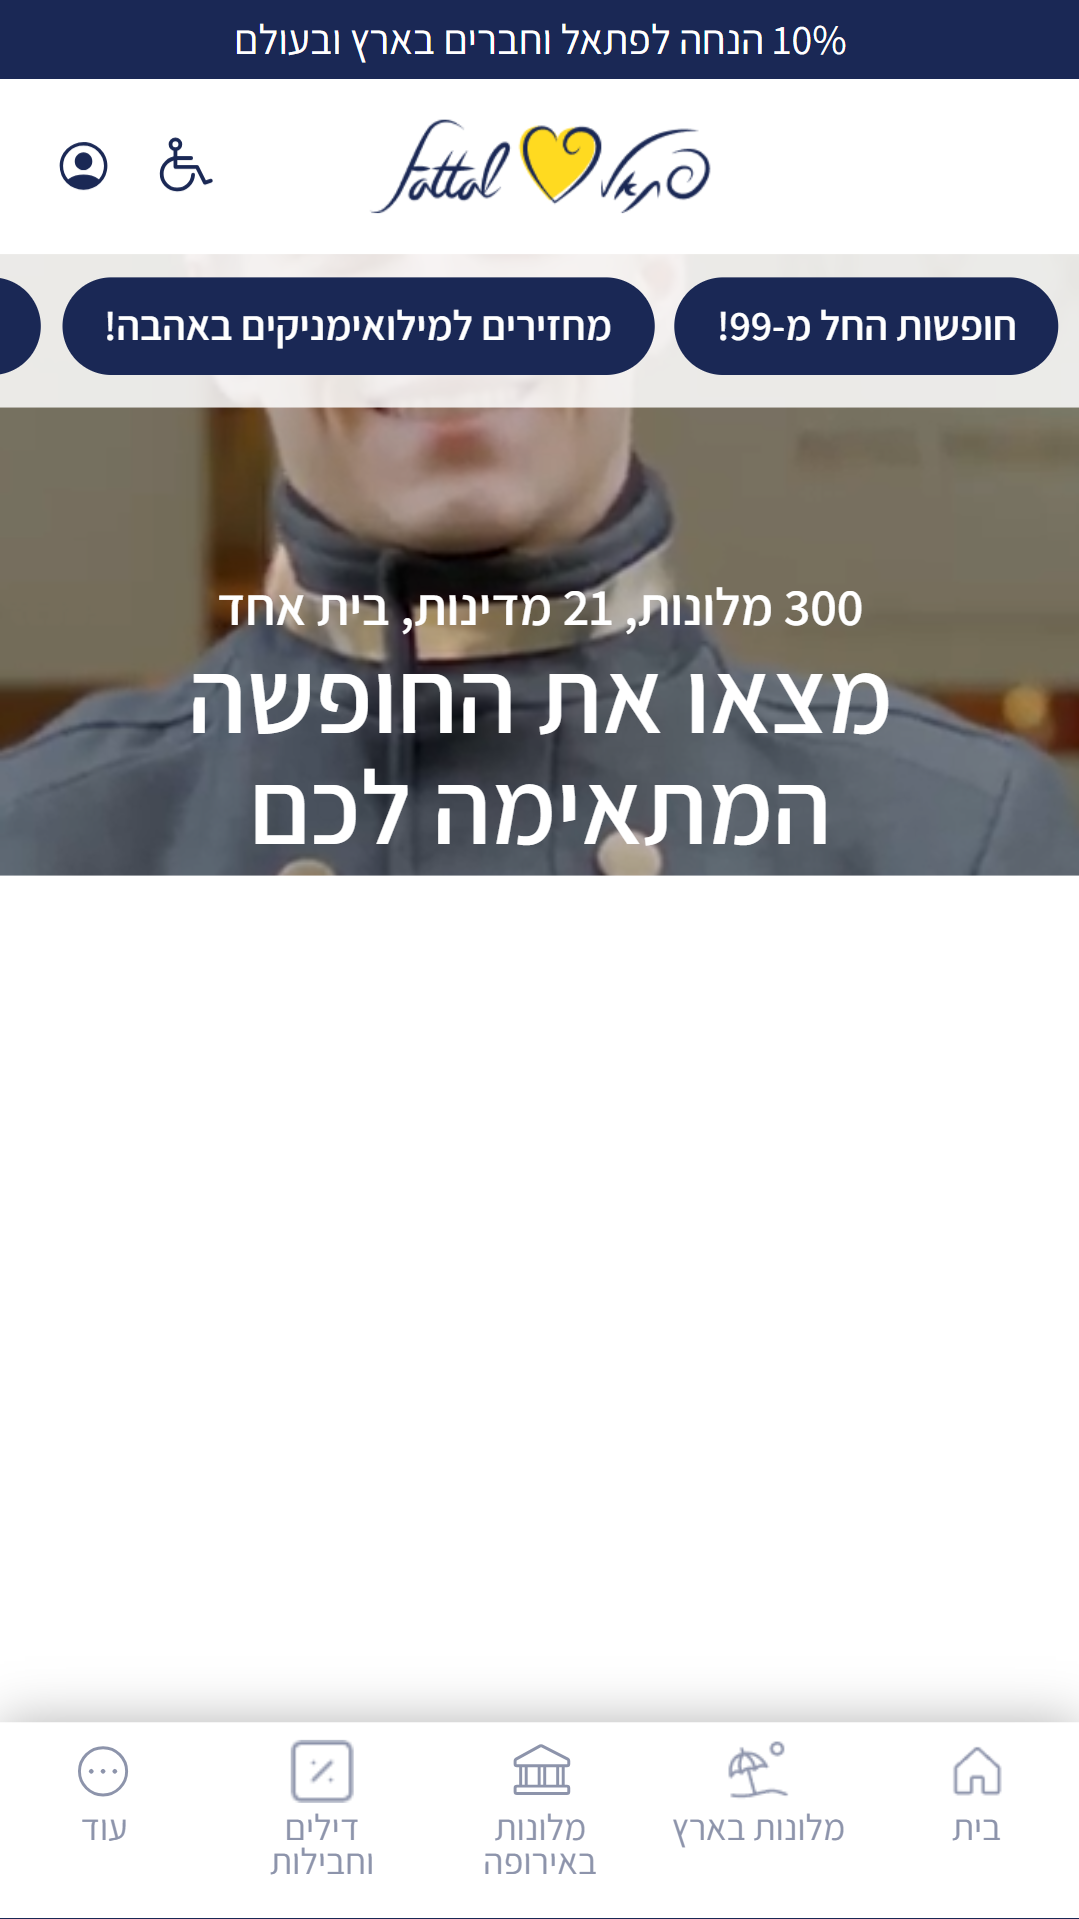 10% הנחה לפתאל וחברים בארץ ובעולם
פתאל fattal
חופשות החל מ-99!
מחזירים למילואימניקים באהבה!
300 מלונות, 21 מדינות, בית אחד
מצאו את החופשה
המתאימה לכם
בית
מלונות בארץ
מלונות
באירופה
דילים
וחבילות
עוד